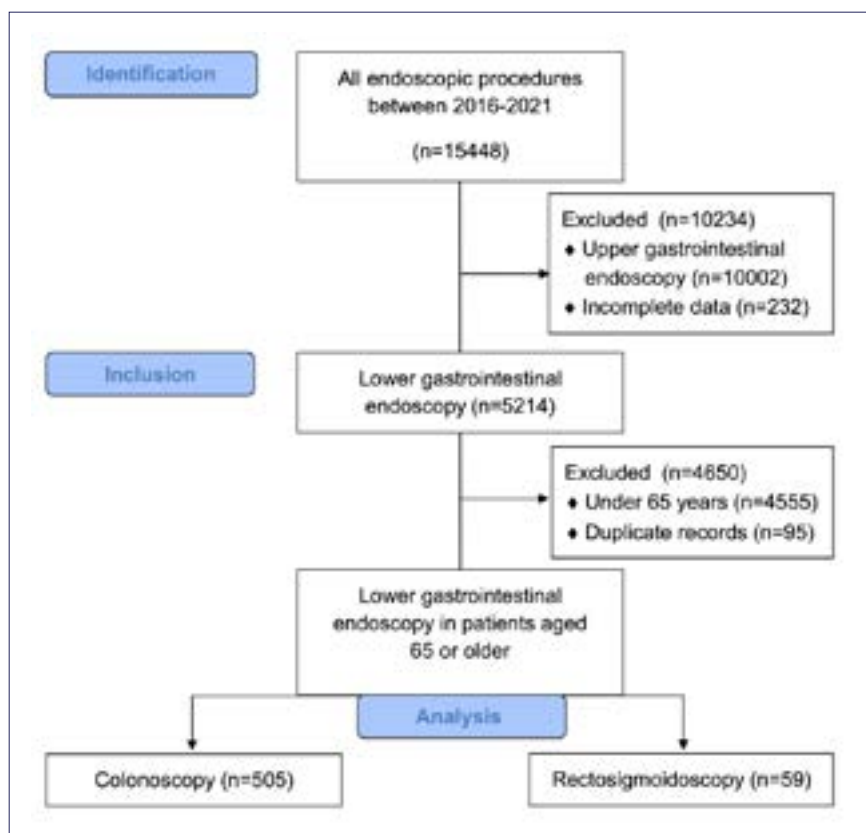 Identification
All endoscopic procedures
between 2016-2021
(n=15448)
Excluded (n=10234)
♦ Upper gastrointestinal
endoscopy (n=10002)
♦ Incomplete data (n=232)
Inclusion
Lower gastrointestinal
endoscopy (n=5214)
Excluded (n=4650)
♦ Under 65 years (n=4555)
♦ Duplicate records (n=95)
Lower gastrointestinal
endoscopy in patients aged
65 or older
Analysis
Colonoscopy (n=505)
Rectosigmoidoscopy (n=59)